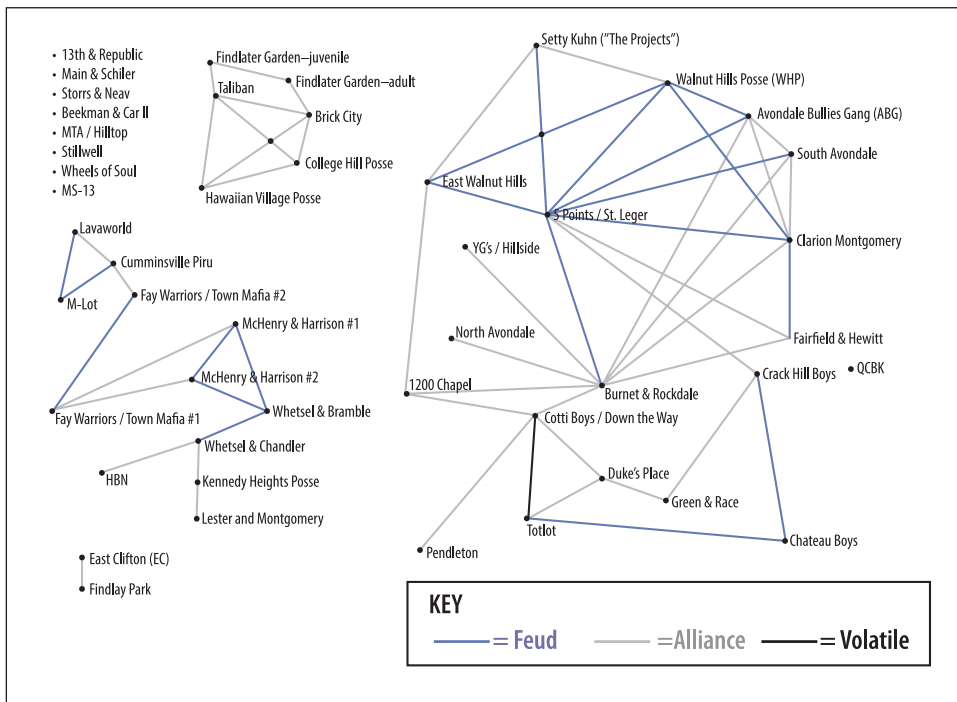 • 13th & Republic
• Main & Schiler
• Storrs & Neav
• Beekman & Car ll
• MTA / Hilltop
• Stillwell
• Wheels of Soul
• MS-13
Findlater Garden–juvenile
Findlater Garden–adult
Taliban
Brick City
College Hill Posse
Hawaiian Village Posse
Setty Kuhn ("The Projects")
Walnut Hills Posse (WHP)
Avondale Bullies Gang (ABG)
South Avondale
East Walnut Hills
5 Points / St. Leger
Clarion Montgomery
YG's / Hillside
North Avondale
Fairfield & Hewitt
QCBK
Crack Hill Boys
1200 Chapel
Burnet & Rockdale
Cotti Boys / Down the Way
Duke's Place
Green & Race
Totlot
Pendleton
Chateau Boys
Lavaworld
Cumminsville Piru
M-Lot
Fay Warriors / Town Mafia #2
McHenry & Harrison #1
McHenry & Harrison #2
Fay Warriors / Town Mafia #1
Whetsel & Bramble
Whetsel & Chandler
HBN
Kennedy Heights Posse
Lester and Montgomery
East Clifton (EC)
Findlay Park
KEY
= Feud
=Alliance
= Volatile